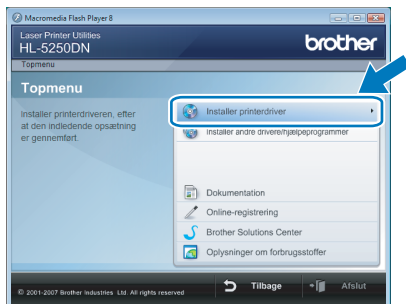 Macromedia Flash Player 8
Laser Printer Utilities
HL-5250DN
brother
Topmenu
Topmenu
Installer printerdriveren, efter
at den indledende opsætning
er gennemført.
Installer printerdriver
Installer andre drivere/hjælpeprogrammer
Dokumentation
Online-registrering
Brother Solutions Center
Oplysninger om forbrugsstoffer
© 2001-2007 Brother Industries Ltd. All rights reserved
Tilbage
Afslut